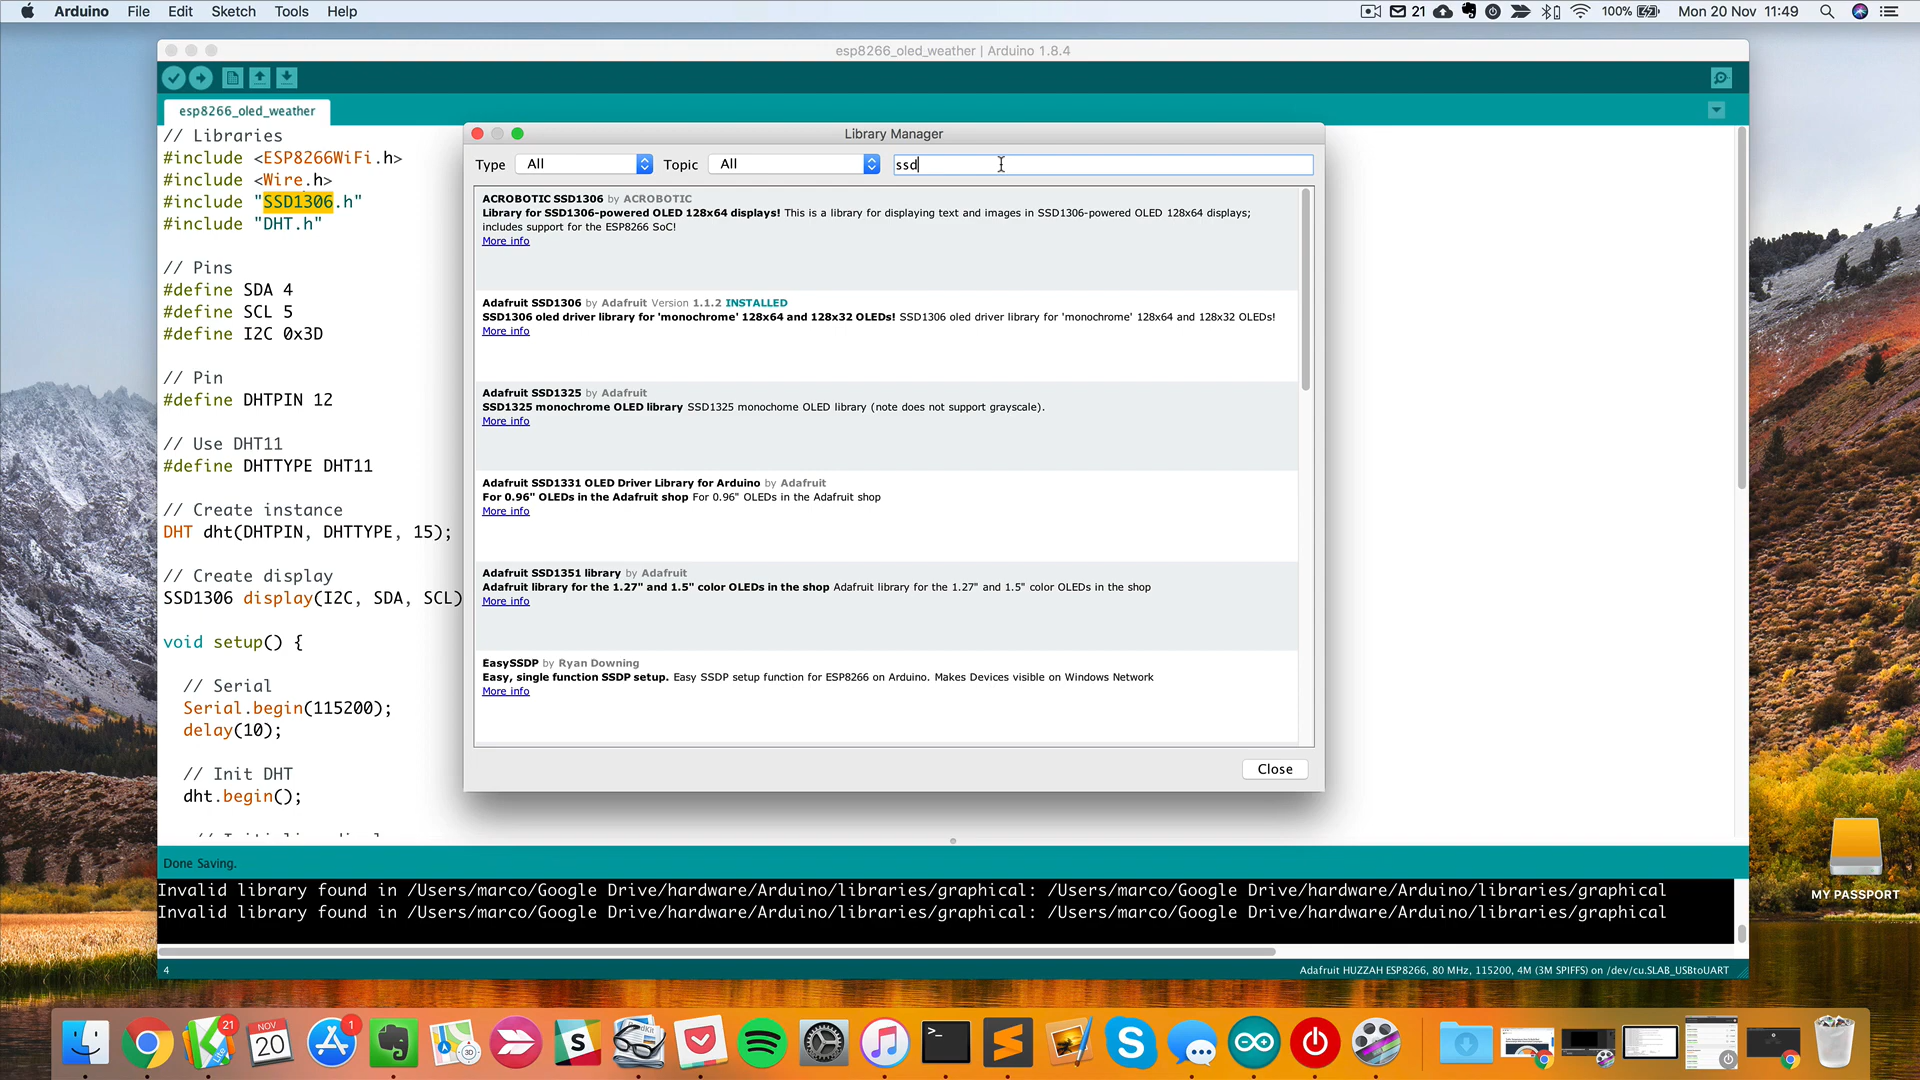 Arduino File Edit Sketch Tools Help
21 100% Mon 20 Nov 11:49
esp8266_oled_weather | Arduino 1.8.4
esp8266_oled_weather
// Libraries
#include <ESP8266WiFi.h>
#include <Wire.h>
#include "SSD1306.h"
#include "DHT.h"
// Pins
#define SDA 4
#define SCL 5
#define I2C 0x3D
// Pin
#define DHTPIN 12
// Use DHT11
#define DHTTYPE DHT11
// Create instance
DHT dht(DHTPIN, DHTTYPE, 15);
// Create display
SSD1306 display(I2C, SDA, SCL)
void setup() {
// Serial
Serial.begin(115200);
delay(10);
// Init DHT
dht.begin();
Library Manager
Type All Topic All ssd
ACROBOTIC SSD1306 by ACROBOTIC
Library for SSD1306-powered OLED 128x64 displays! This is a library for displaying text and images in SSD1306-powered OLED 128x64 displays;
includes support for the ESP8266 SoC!
More info
Adafruit SSD1306 by Adafruit Version 1.1.2 INSTALLED
SSD1306 oled driver library for 'monochrome' 128x64 and 128x32 OLEDs! SSD1306 oled driver library for 'monochrome' 128x64 and 128x32 OLEDs!
More info
Adafruit SSD1325 by Adafruit
SSD1325 monochrome OLED library SSD1325 monochome OLED library (note does not support grayscale).
More info
Adafruit SSD1331 OLED Driver Library for Arduino by Adafruit
For 0.96" OLEDs in the Adafruit shop For 0.96" OLEDs in the Adafruit shop
More info
Adafruit SSD1351 library by Adafruit
Adafruit library for the 1.27" and 1.5" color OLEDs in the shop Adafruit library for the 1.27" and 1.5" color OLEDs in the shop
More info
EasySSDP by Ryan Downing
Easy, single function SSDP setup. Easy SSDP setup function for ESP8266 on Arduino. Makes Devices visible on Windows Network
More info
Close
Done Saving.
Invalid library found in /Users/marco/Google Drive/hardware/Arduino/libraries/graphical: /Users/marco/Google Drive/hardware/Arduino/libraries/graphical
Invalid library found in /Users/marco/Google Drive/hardware/Arduino/libraries/graphical: /Users/marco/Google Drive/hardware/Arduino/libraries/graphical
4
Adafruit HUZZAH ESP8266, 80 MHz, 115200, 4M (3M SPIFFS) on /dev/cu.SLAB_USBtoUART
MY PASSPORT
21
NOV
20
1
3D